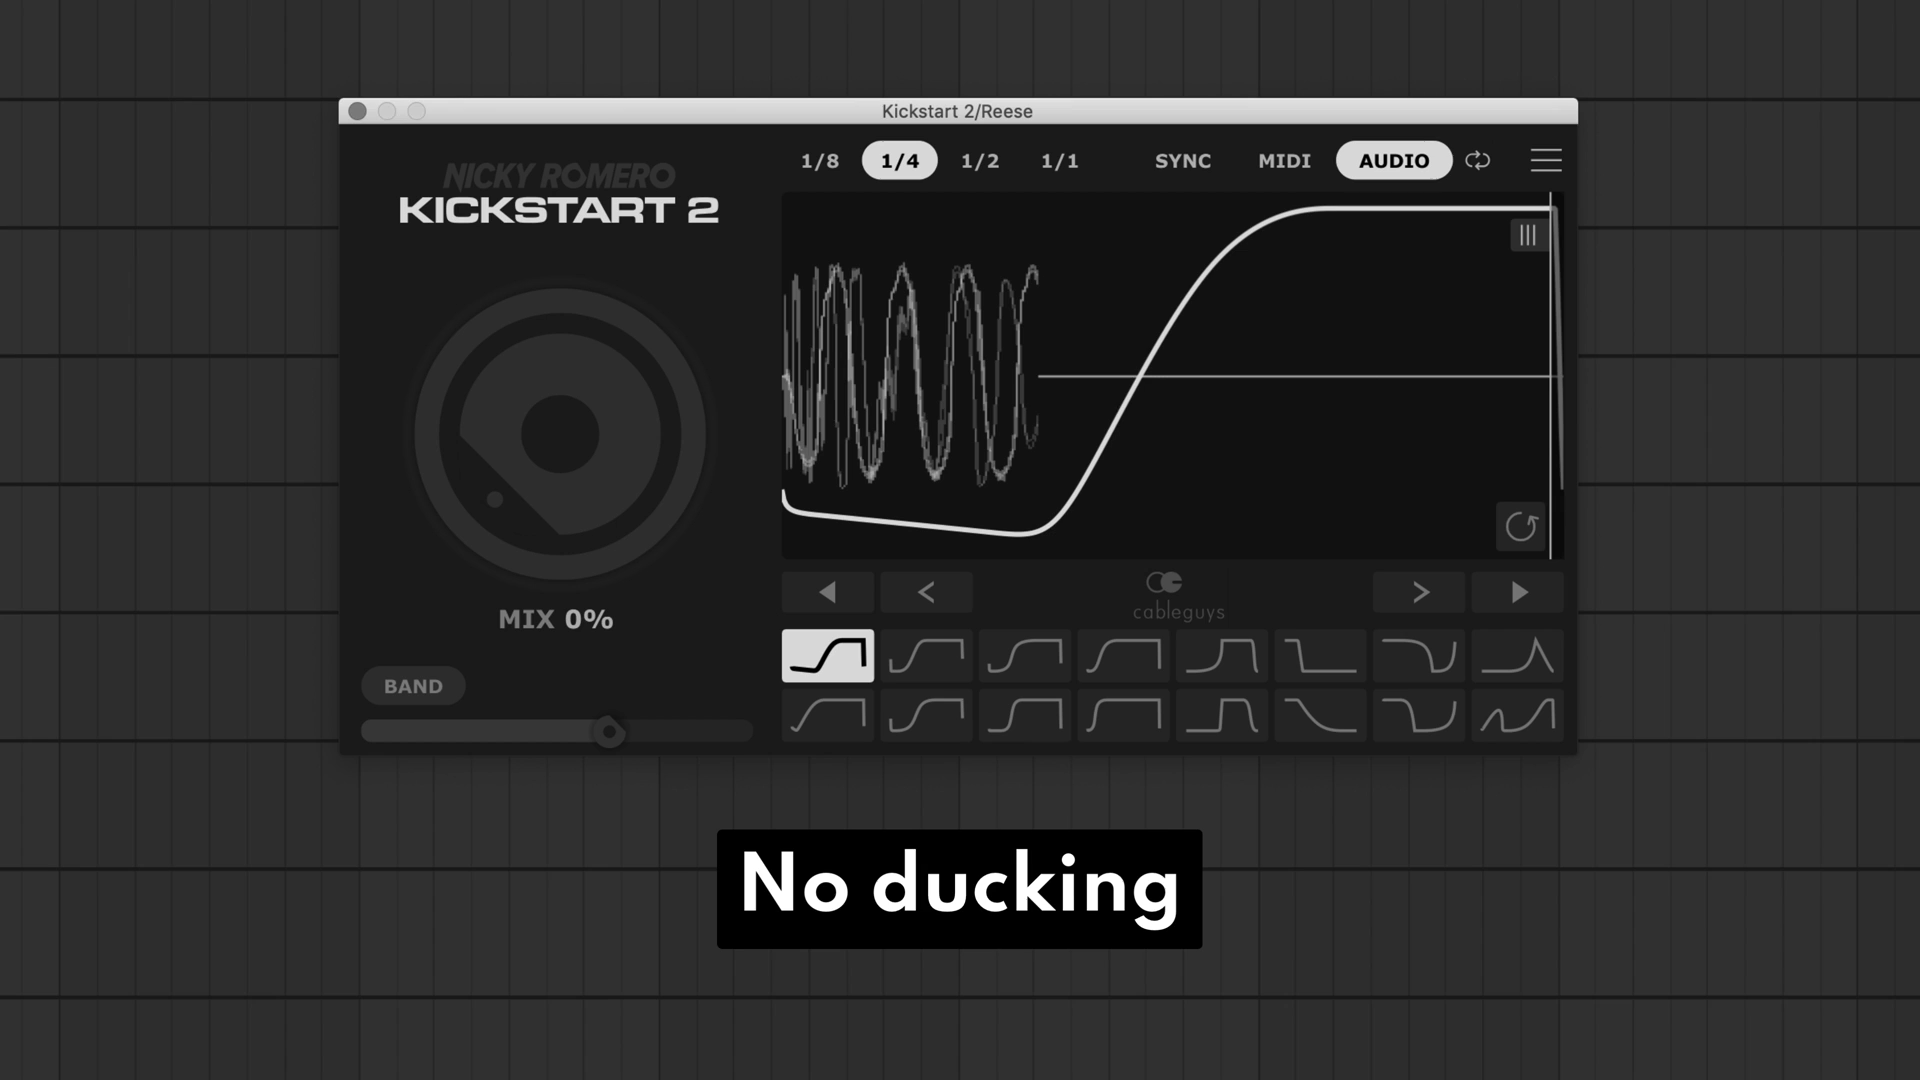 Kickstart 2/Reese
NICKY ROMERO
KICKSTART 2
1/8 1/4 1/2 1/1 SYNC MIDI AUDIO
MIX 0%
BAND
cableguys
No ducking